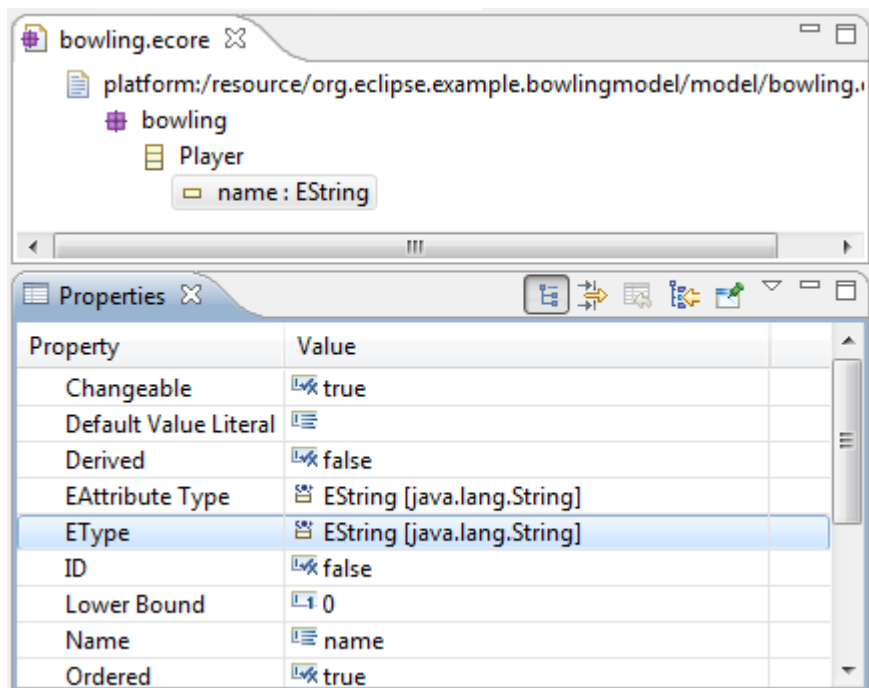 bowling.ecore
platform:/resource/org.eclipse.example.bowlingmodel/model/bowling.
bowling
Player
name : EString
Properties
Property Value
Changeable true
Default Value Literal
Derived false
EAttribute Type EString [java.lang.String]
EType EString [java.lang.String]
ID false
Lower Bound 0
Name name
Ordered true